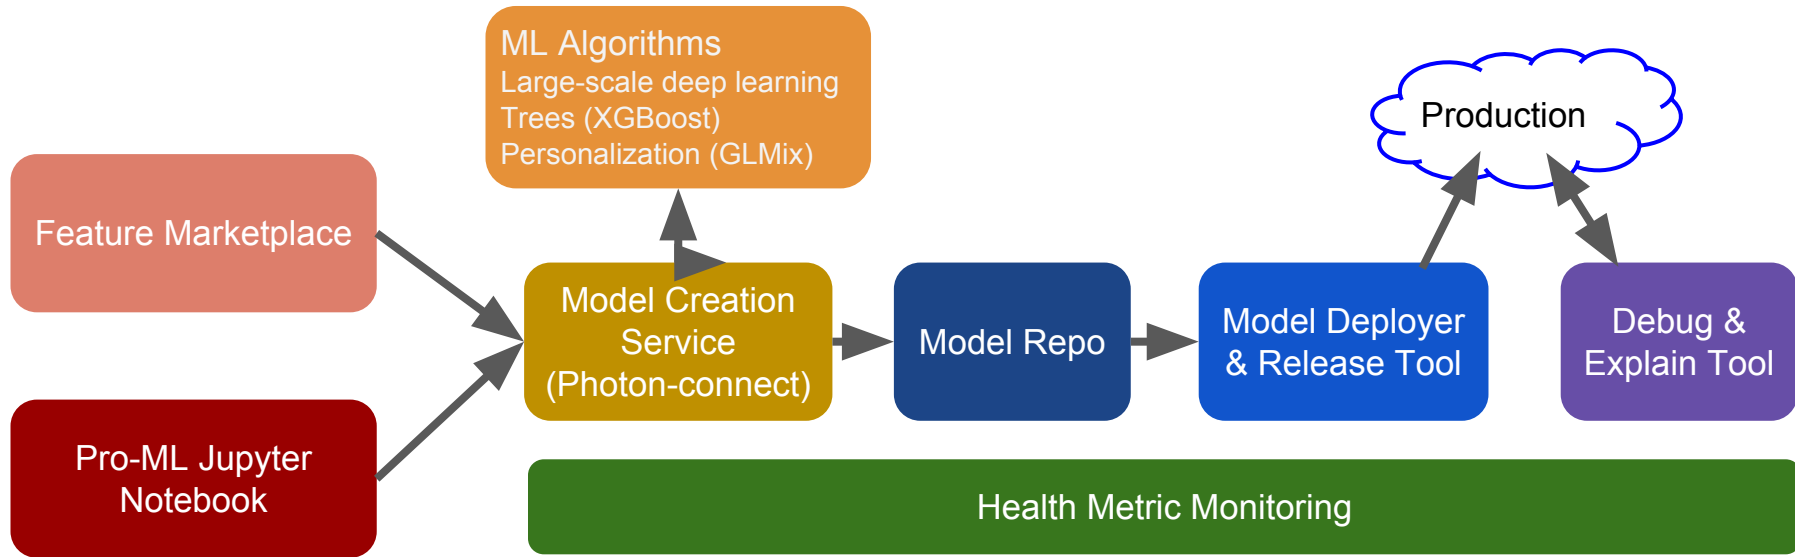 ML Algorithms
Large-scale deep learning
Trees (XGBoost)
Personalization (GLMix)
Production
Feature Marketplace
Model Creation
Service
(Photon-connect)
Model Repo
Model Deployer
& Release Tool
Debug &
Explain Tool
Pro-ML Jupyter
Notebook
Health Metric Monitoring